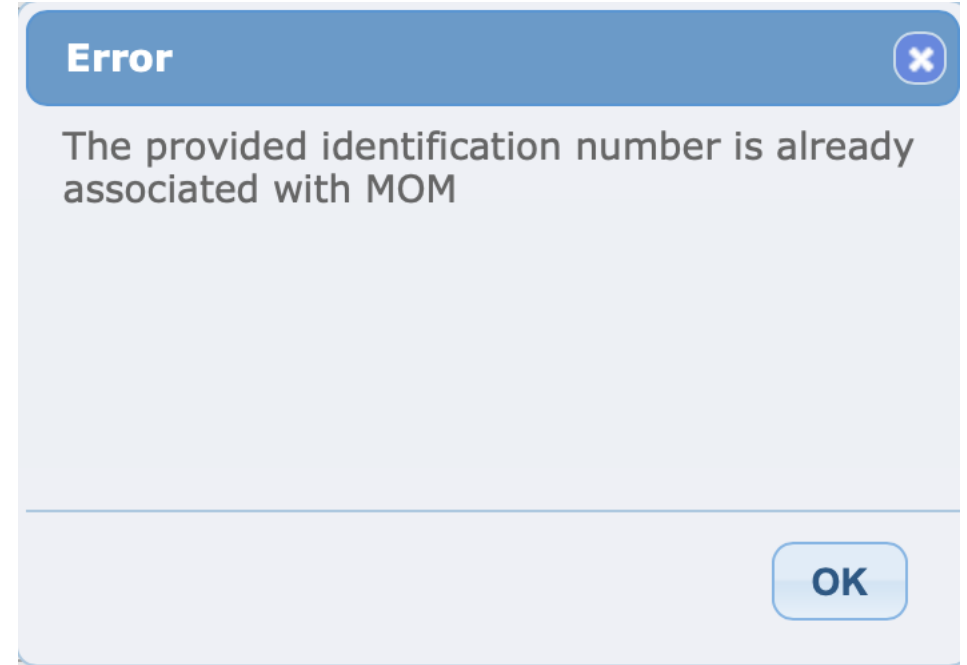 Error
The provided identification number is already
associated with MOM
OK